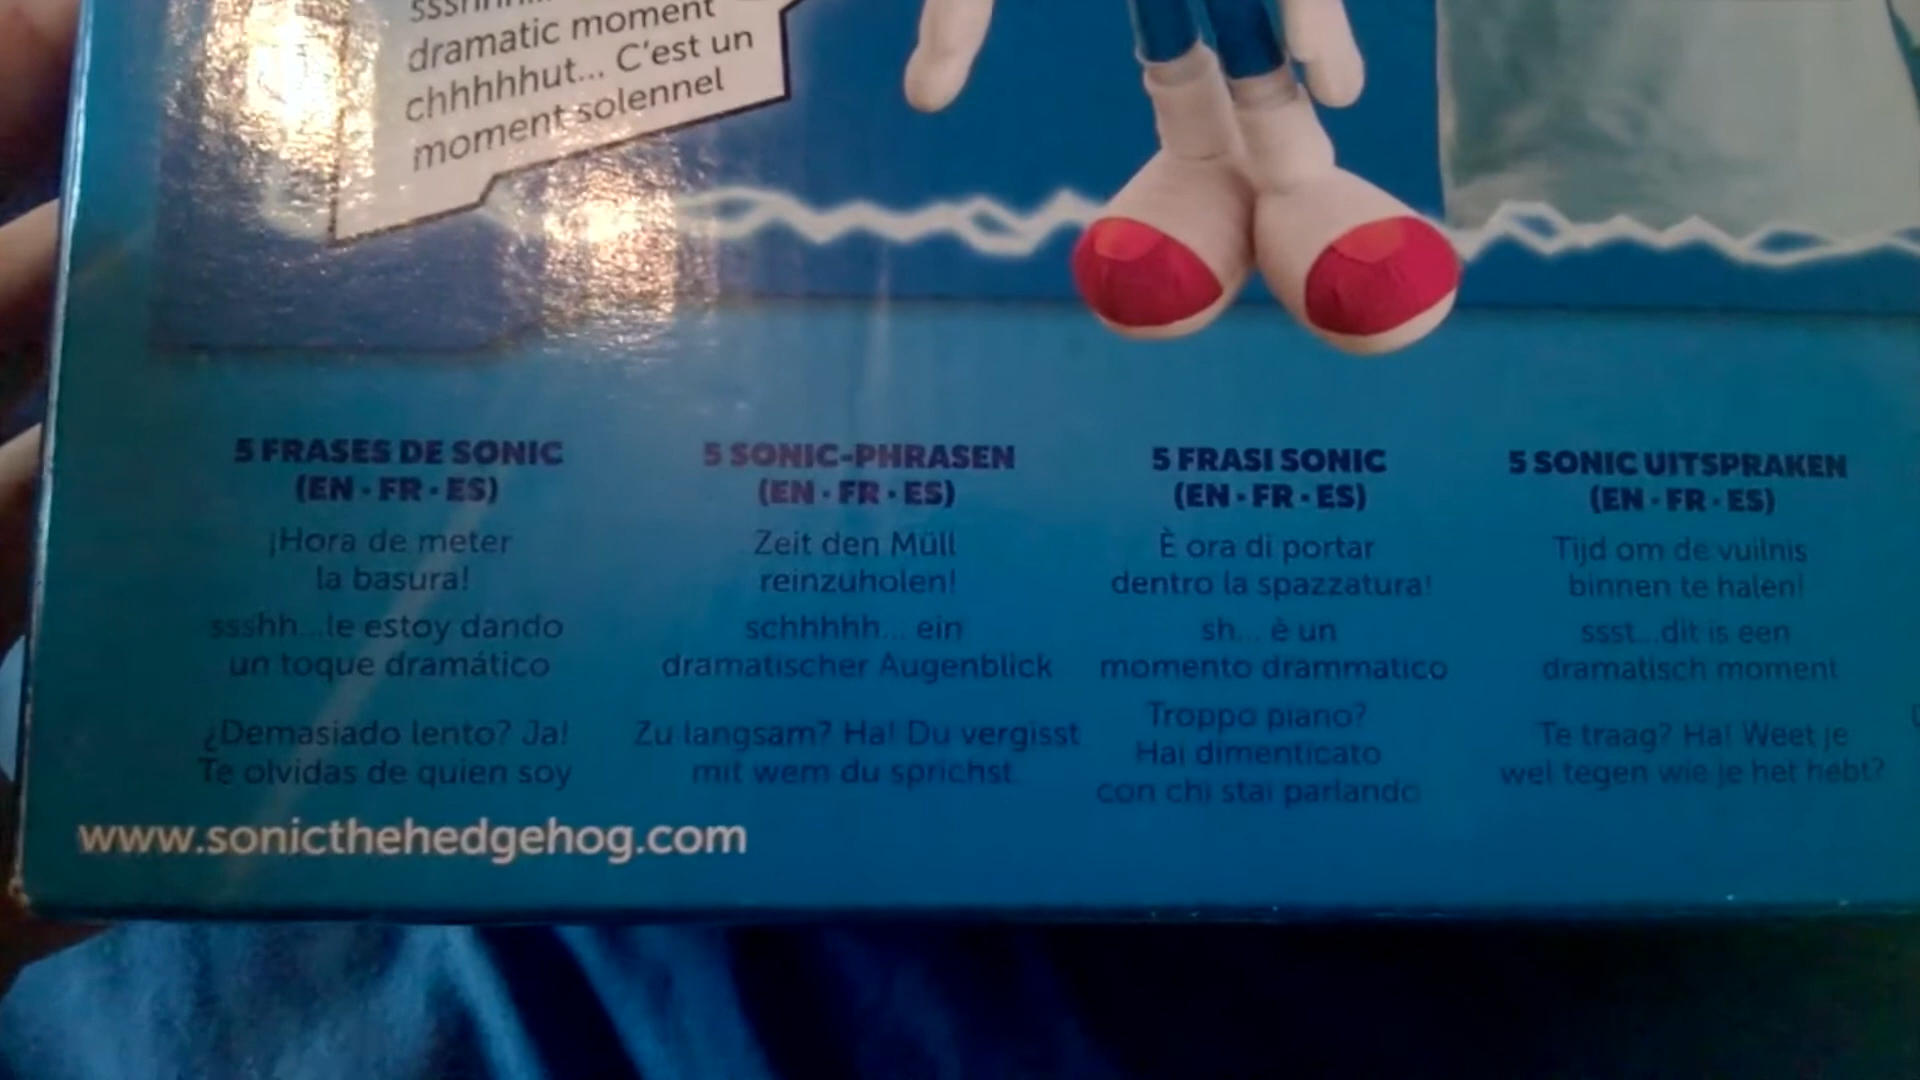 dramatic moment
chhhhhut... C'est un
moment solennel
5 FRASES DE SONIC
(EN · FR · ES)
¡Hora de meter
la basura!
ssshh...le estoy dando
un toque dramático
¿Demasiado lento? Ja!
Te olvidas de quien soy
5 SONIC-PHRASEN
(EN · FR · ES)
Zeit den Müll
reinzuholen!
schhhhh... ein
dramatischer Augenblick
Zu langsam? Ha! Du vergisst
mit wem du sprichst
5 FRASI SONIC
(EN · FR · ES)
È ora di portar
dentro la spazzatura!
sh... è un
momento drammatico
Troppo piano?
Hai dimenticato
con chi stai parlando
5 SONIC UITSPRAKEN
(EN · FR · ES)
Tijd om de vuilnis
binnen te halen!
ssst...dit is een
dramatisch moment
Te traag? Ha! Weet je
wel tegen wie je het hebt?
www.sonicthehedgehog.com